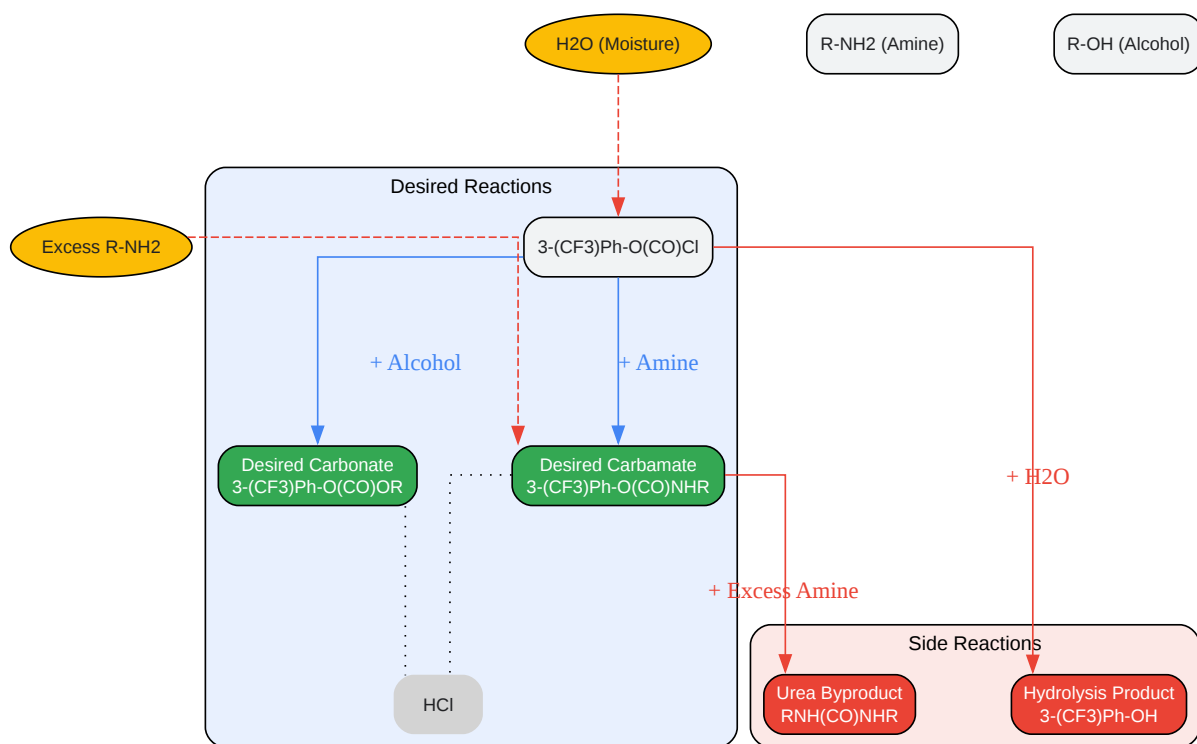 H2O (Moisture)
R-NH2 (Amine)
R-OH (Alcohol)
Desired Reactions
Excess R-NH2
3-(CF3)Ph-O(CO)Cl
+ Alcohol
+ Amine
Desired Carbonate
3-(CF3)Ph-O(CO)OR
Desired Carbamate
3-(CF3)Ph-O(CO)NHR
+ H2O
+ Excess Amine
Side Reactions
HCl
Urea Byproduct
RNH(CO)NHR
Hydrolysis Product
3-(CF3)Ph-OH